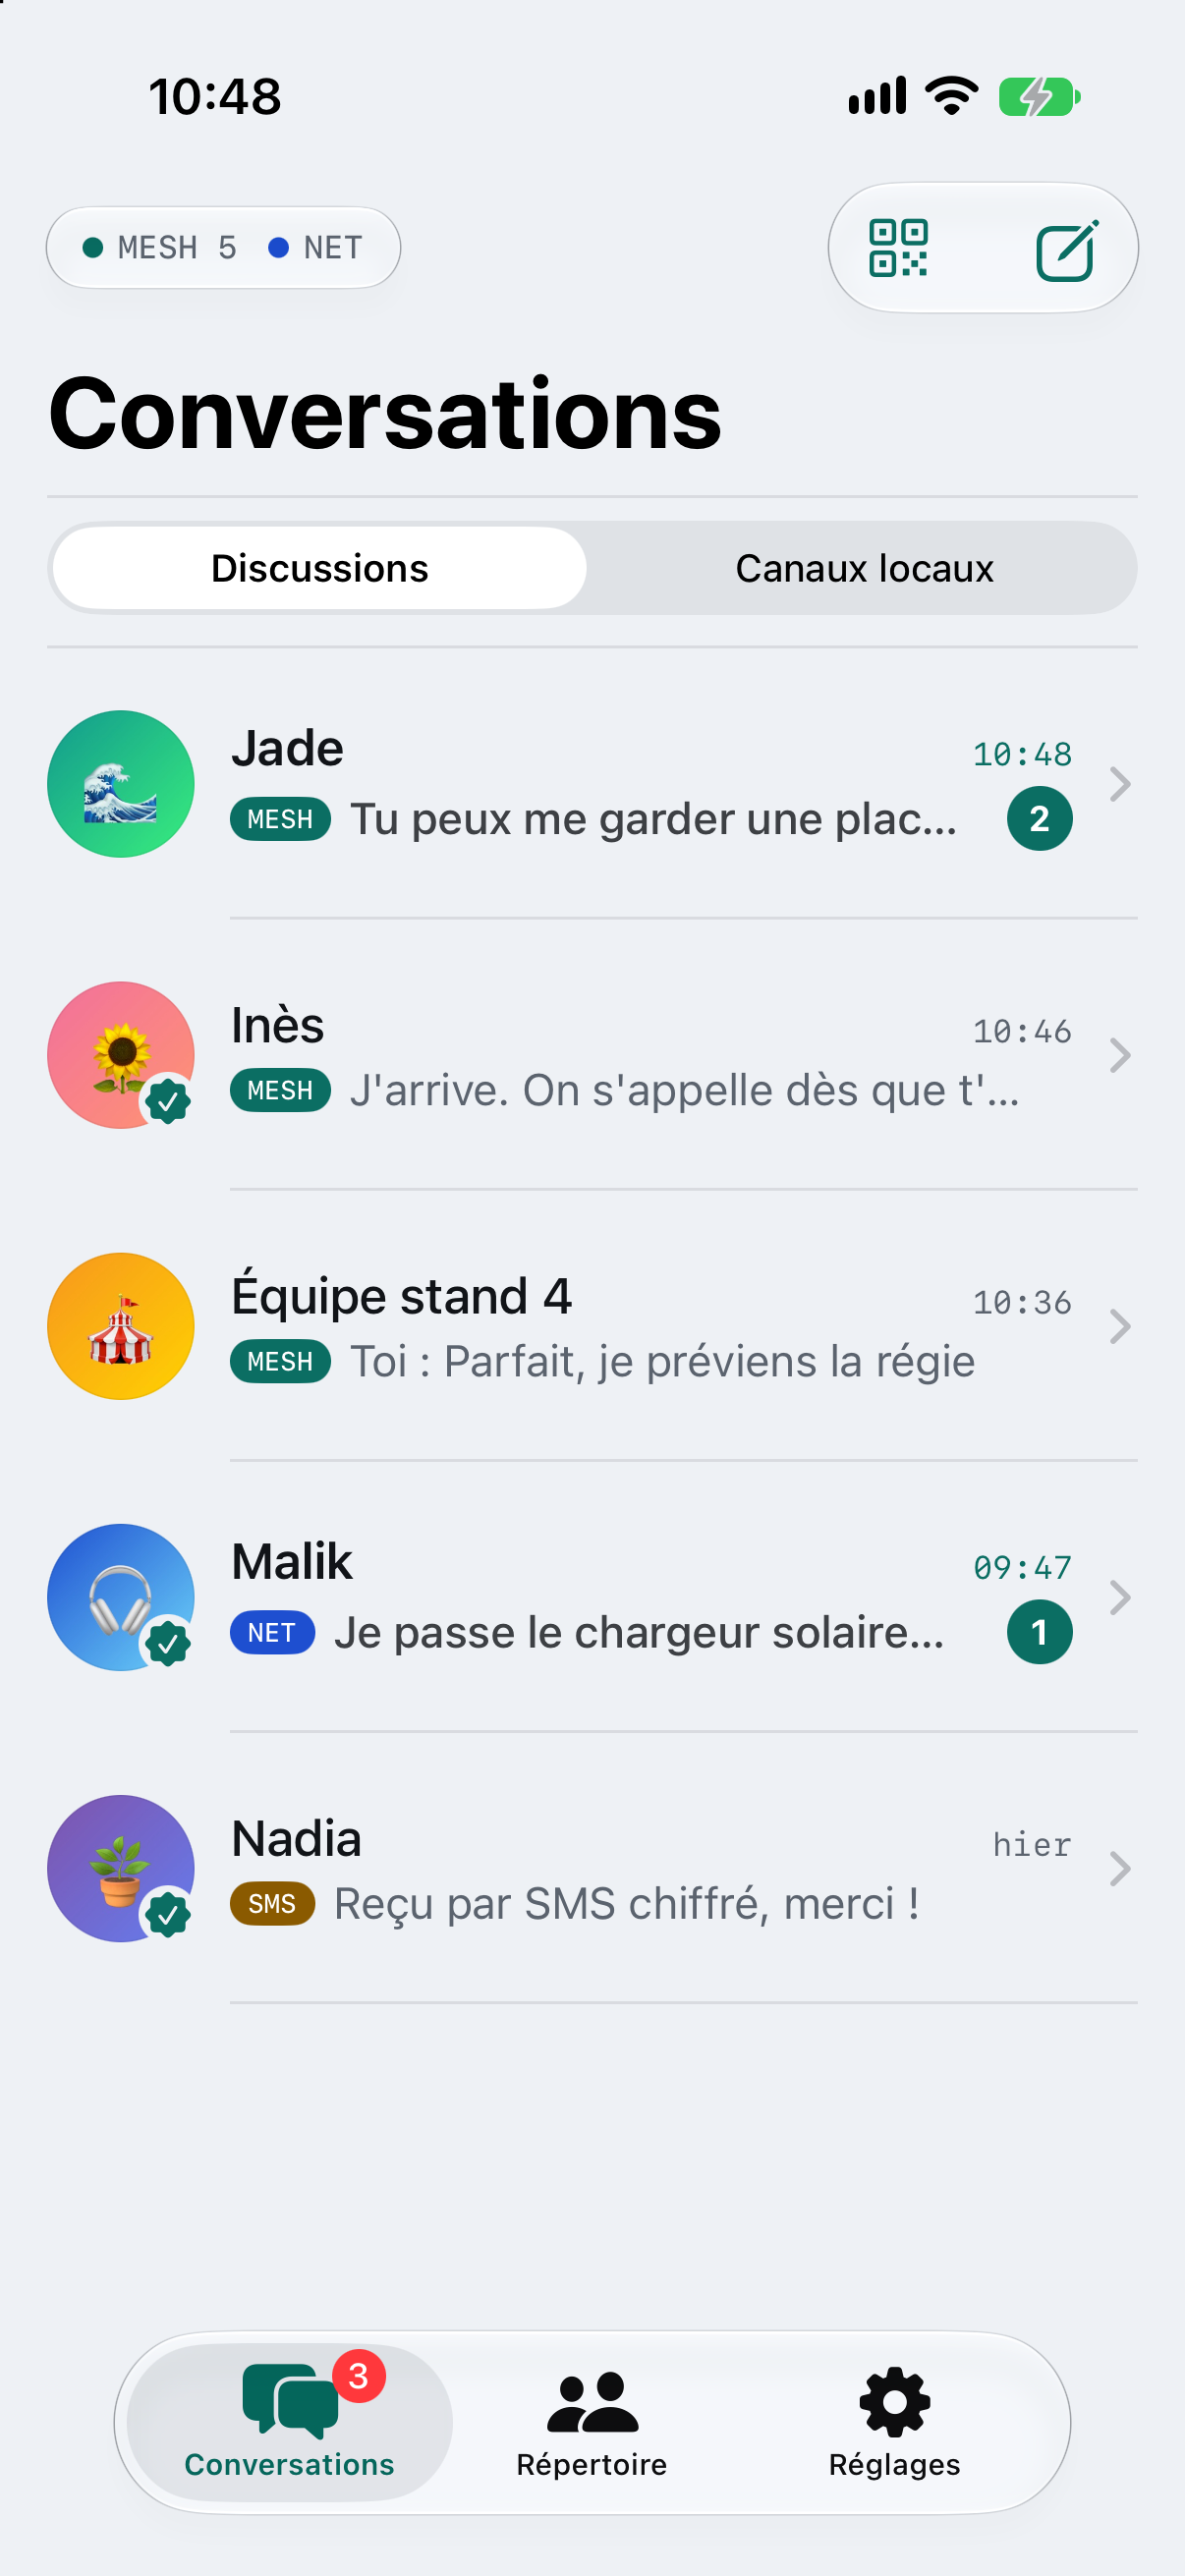 10:48
MESH 5 NET
Conversations
Discussions Canaux locaux
Jade 10:48
MESH Tu peux me garder une plac... 2
Inès 10:46
MESH J'arrive. On s'appelle dès que t'...
Équipe stand 4 10:36
MESH Toi : Parfait, je préviens la régie
Malik 09:47
NET Je passe le chargeur solaire... 1
Nadia hier
SMS Reçu par SMS chiffré, merci !
3
Conversations Répertoire Réglages